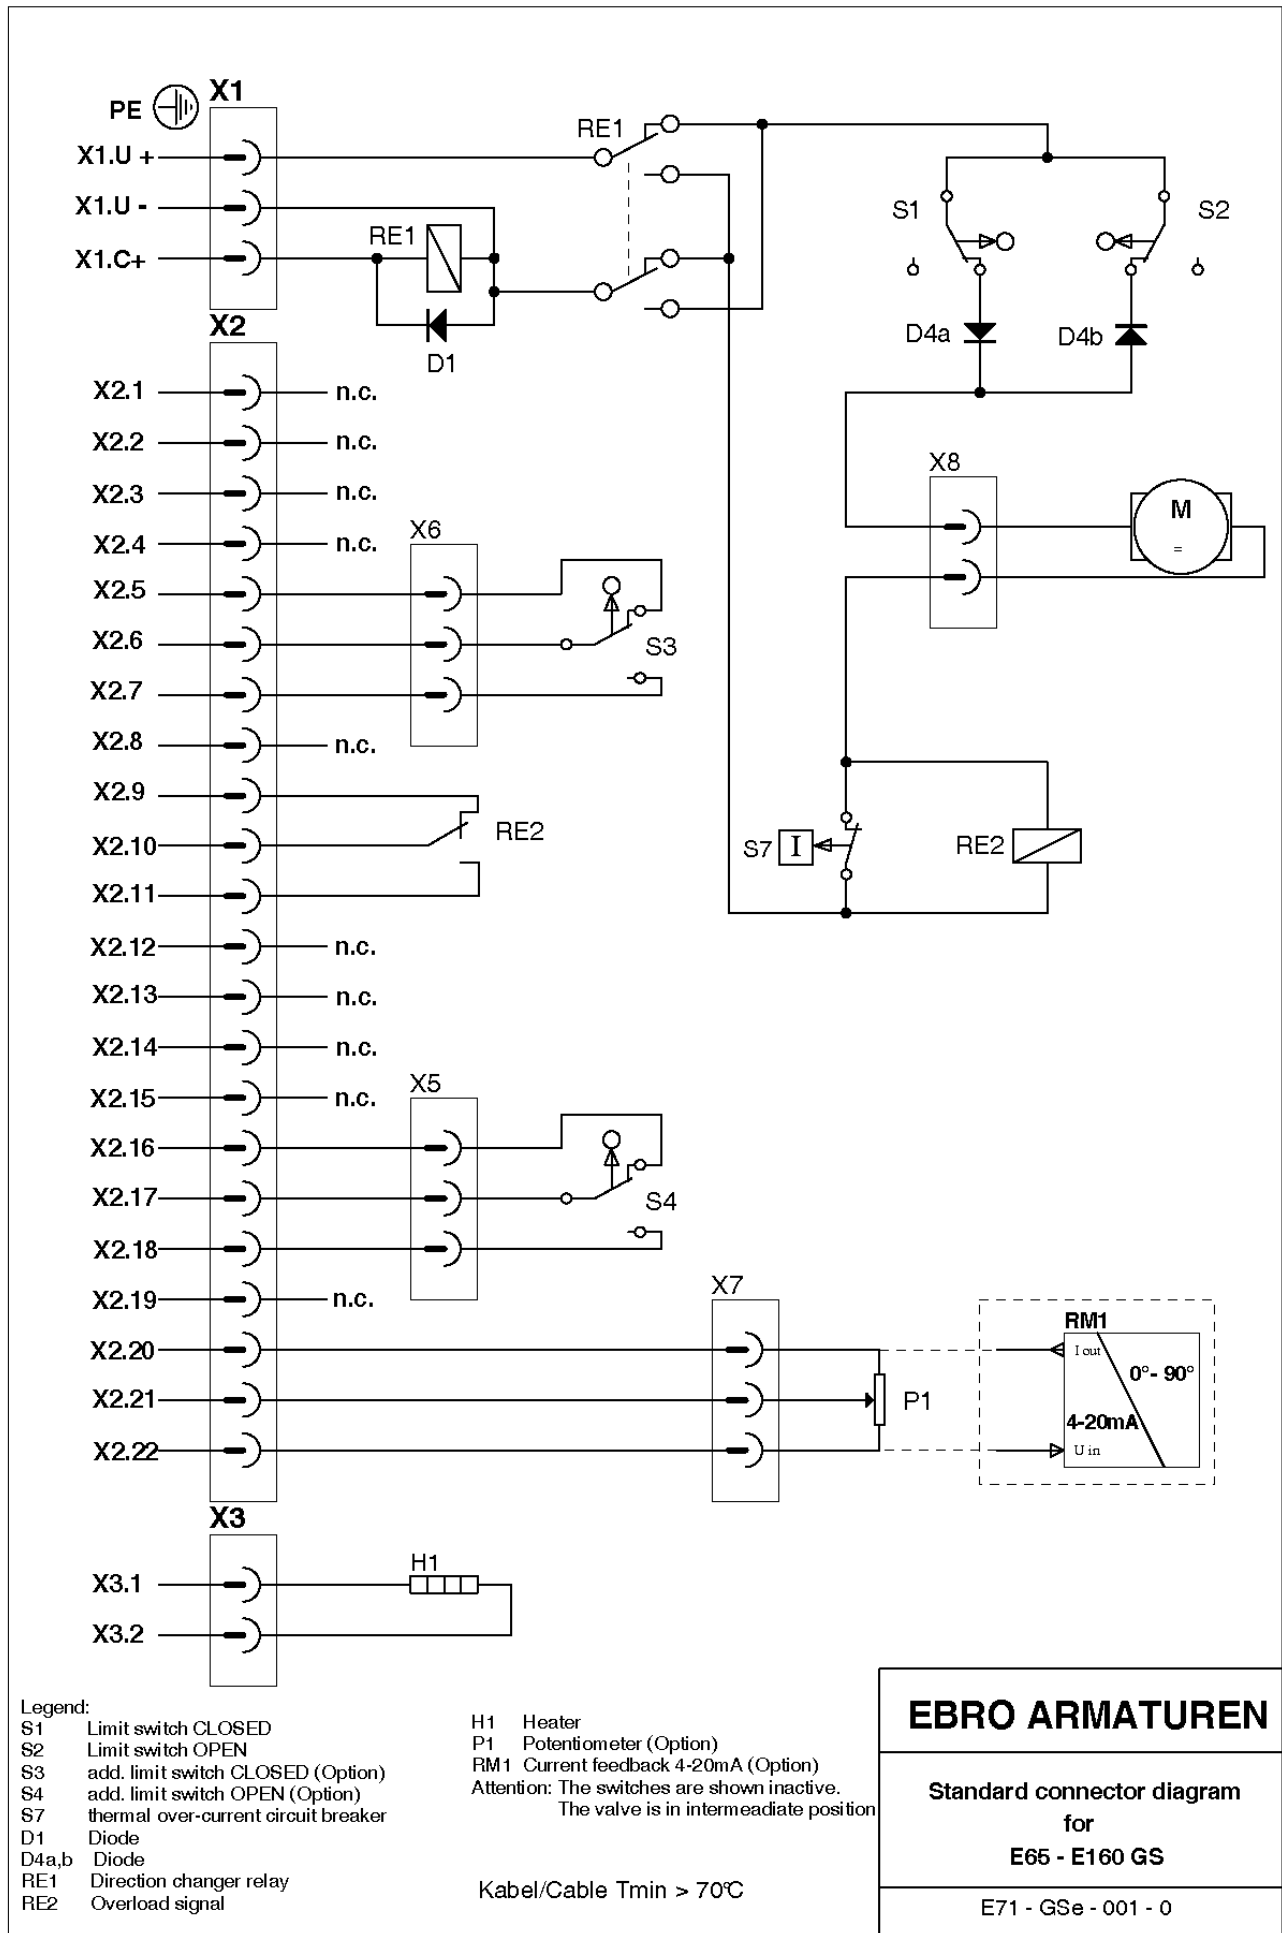 X1
PE
X1.U +
X1.U -
X1.C+
RE1
RE1
D1
S1
S2
D4a
D4b
X2
X2.1
n.c.
X2.2
n.c.
X2.3
n.c.
X2.4
n.c.
X8
M
=
X6
X2.5
X2.6
X2.7
S3
X2.8
n.c.
X2.9
X2.10
X2.11
RE2
S7
I
RE2
X2.12
n.c.
X2.13
n.c.
X2.14
n.c.
X2.15
n.c.
X5
X2.16
X2.17
X2.18
S4
X2.19
n.c.
X7
X2.20
X2.21
X2.22
P1
RM1
I out
0°- 90°
4-20mA
U in
X3
X3.1
X3.2
H1
Legend:
S1 Limit switch CLOSED
S2 Limit switch OPEN
S3 add. limit switch CLOSED (Option)
S4 add. limit switch OPEN (Option)
S7 thermal over-current circuit breaker
D1 Diode
D4a,b Diode
RE1 Direction changer relay
RE2 Overload signal
H1 Heater
P1 Potentiometer (Option)
RM1 Current feedback 4-20mA (Option)
Attention: The switches are shown inactive.
The valve is in intermeadiate position
Kabel/Cable Tmin > 70°C
EBRO ARMATUREN
Standard connector diagram
for
E65 - E160 GS
E71 - GSe - 001 - 0